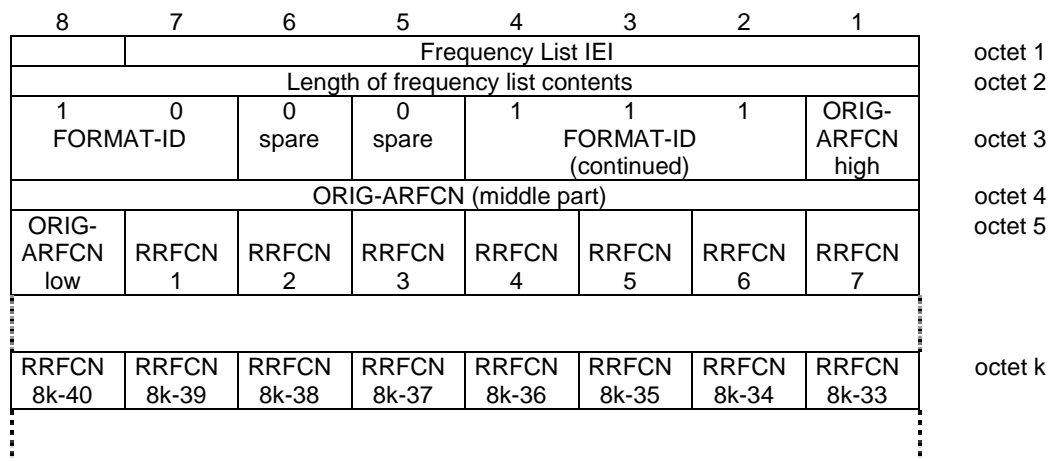 8 7 6 5 4 3 2 1
Frequency List IEI octet 1
Length of frequency list contents octet 2
1 0 0 0 1 1 1 ORIG-
FORMAT-ID spare spare FORMAT-ID ARFCN octet 3
(continued) high
ORIG-ARFCN (middle part) octet 4
ORIG- octet 5
ARFCN RRFCN RRFCN RRFCN RRFCN RRFCN RRFCN RRFCN
low 1 2 3 4 5 6 7
RRFCN RRFCN RRFCN RRFCN RRFCN RRFCN RRFCN RRFCN octet k
8k-40 8k-39 8k-38 8k-37 8k-36 8k-35 8k-34 8k-33